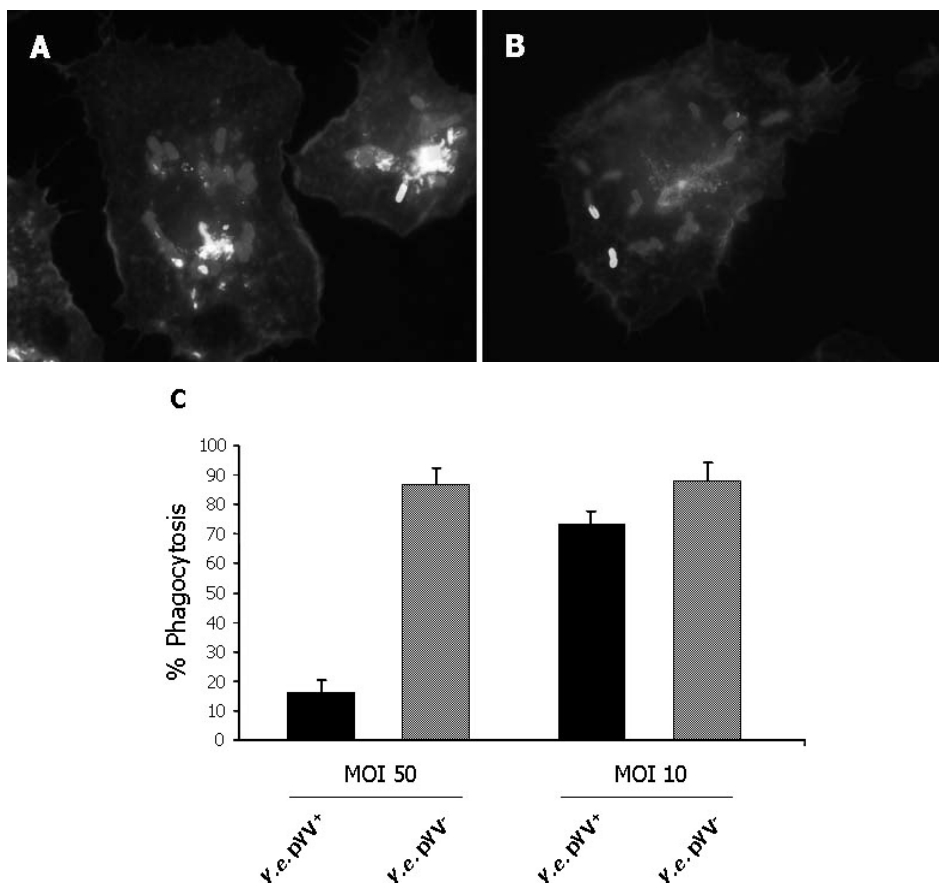 A
B
C
% Phagocytosis
100
90
80
70
60
50
40
30
20
10
0
MOI 50
MOI 10
Y.e. pYV+
Y.e. pYV-
Y.e. pYV+
Y.e. pYV-